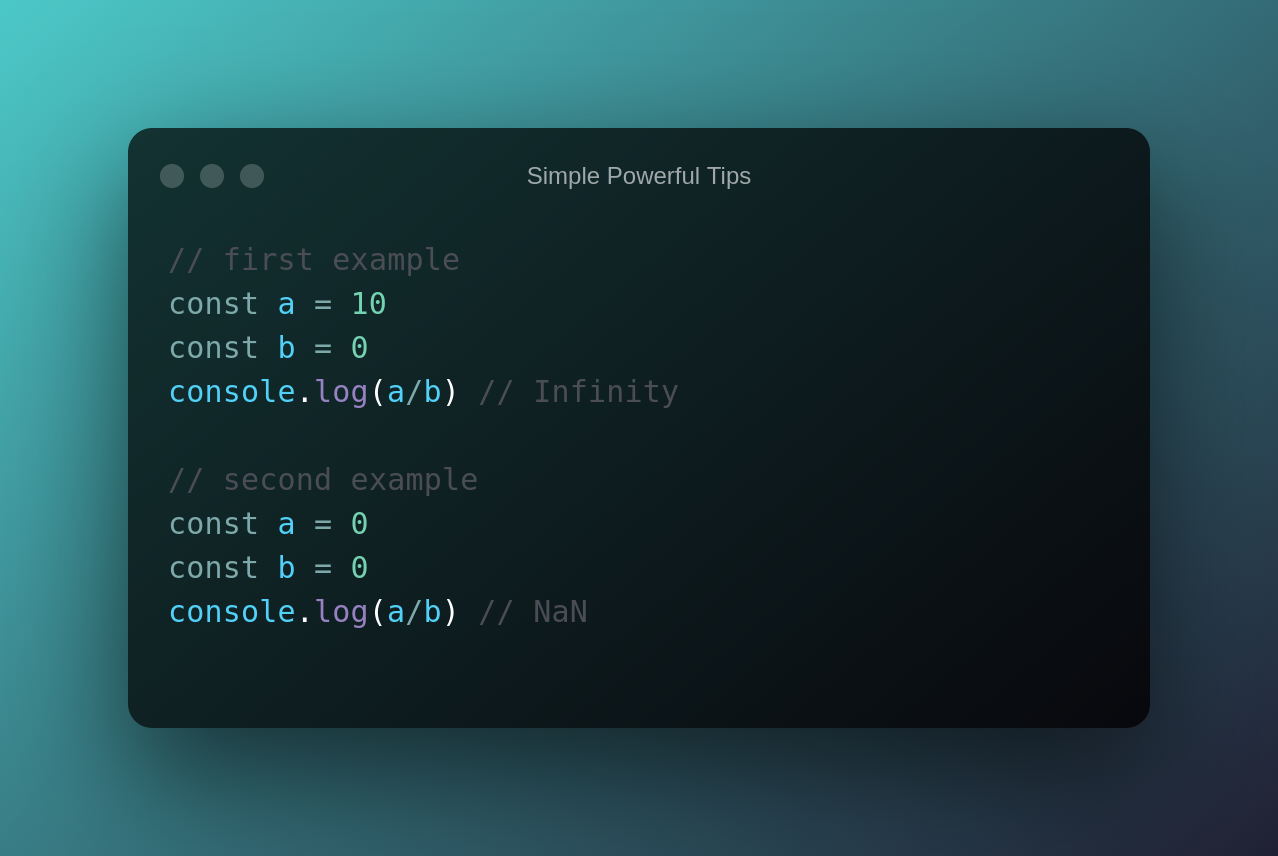 Simple Powerful Tips
// first example
const a = 10
const b = 0
console.log(a/b) // Infinity
// second example
const a = 0
const b = 0
console.log(a/b) // NaN